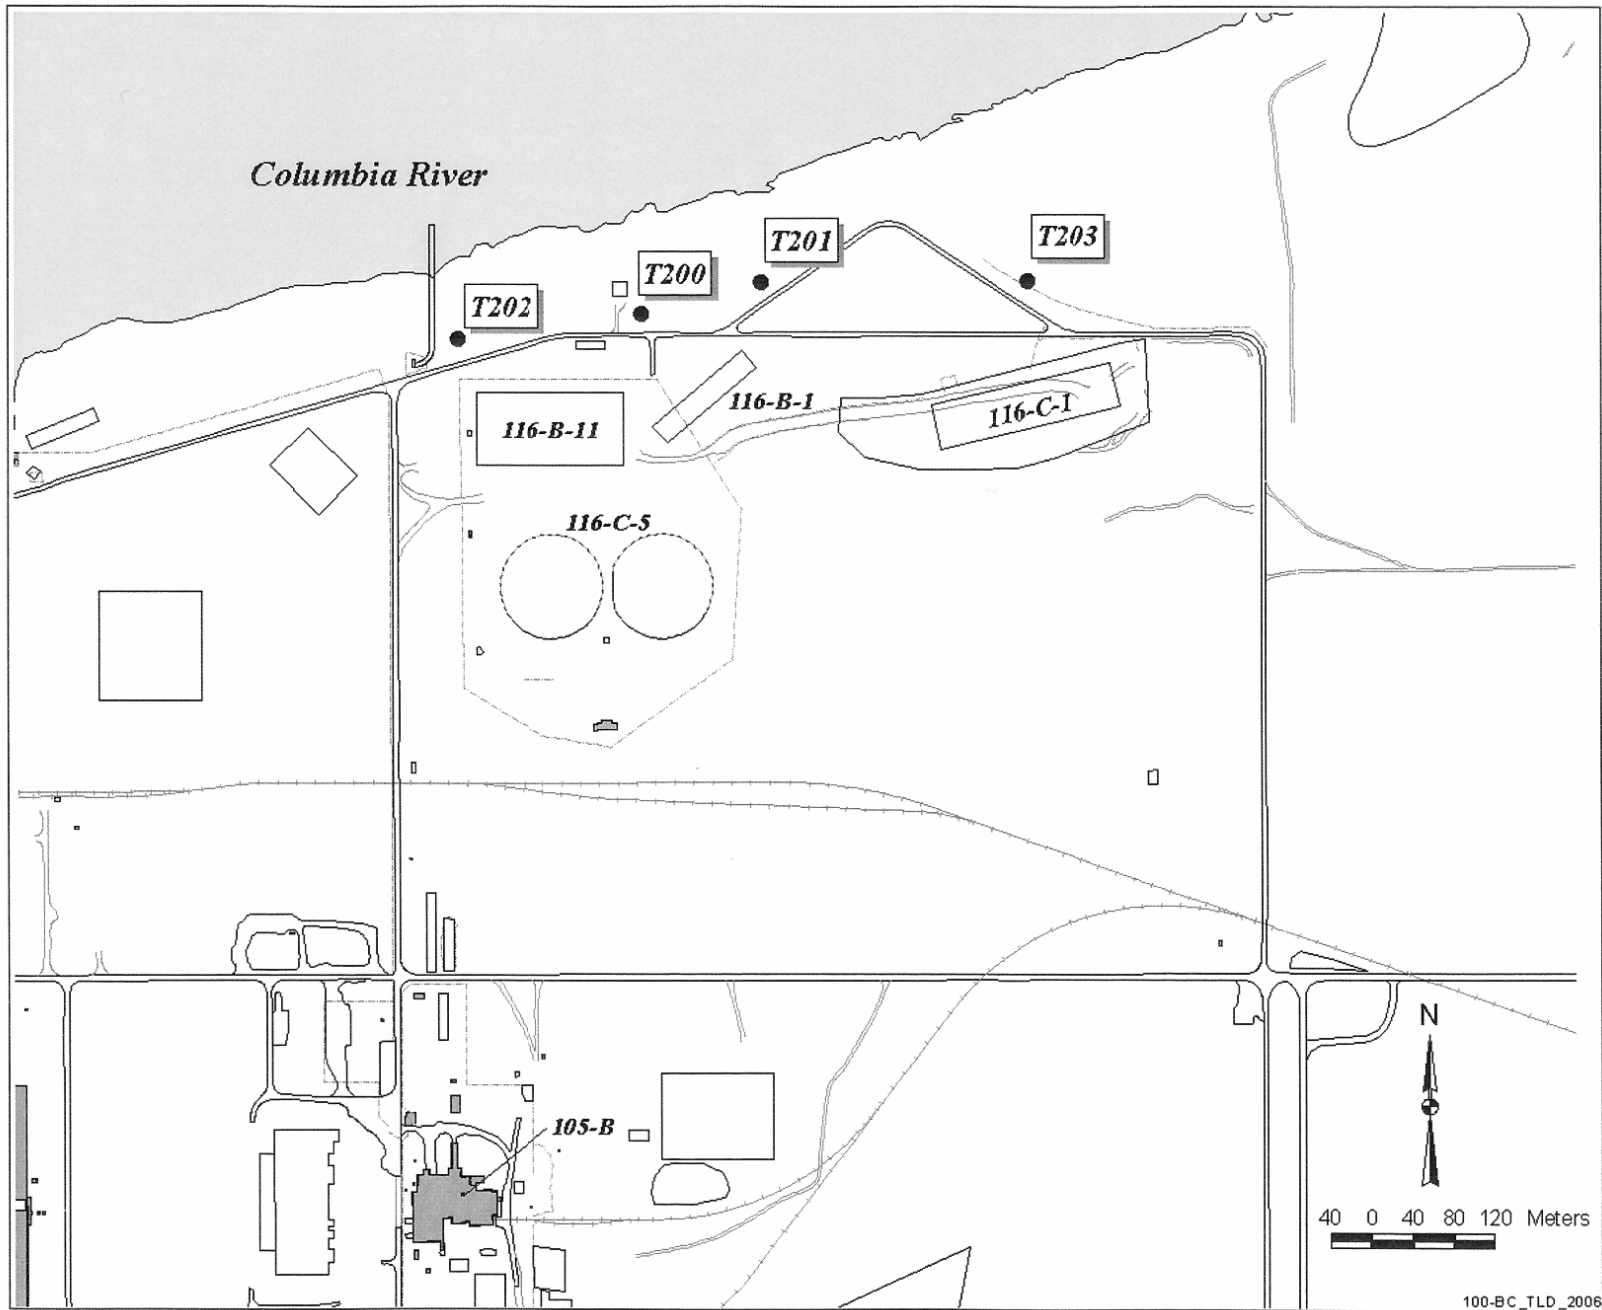 Columbia River
T203
T201
T200
T202
116-B-1
116-C-1
116-B-11
116-C-5
N
105-B
40 0 40 80 120 Meters
100-BC_TLD_2006